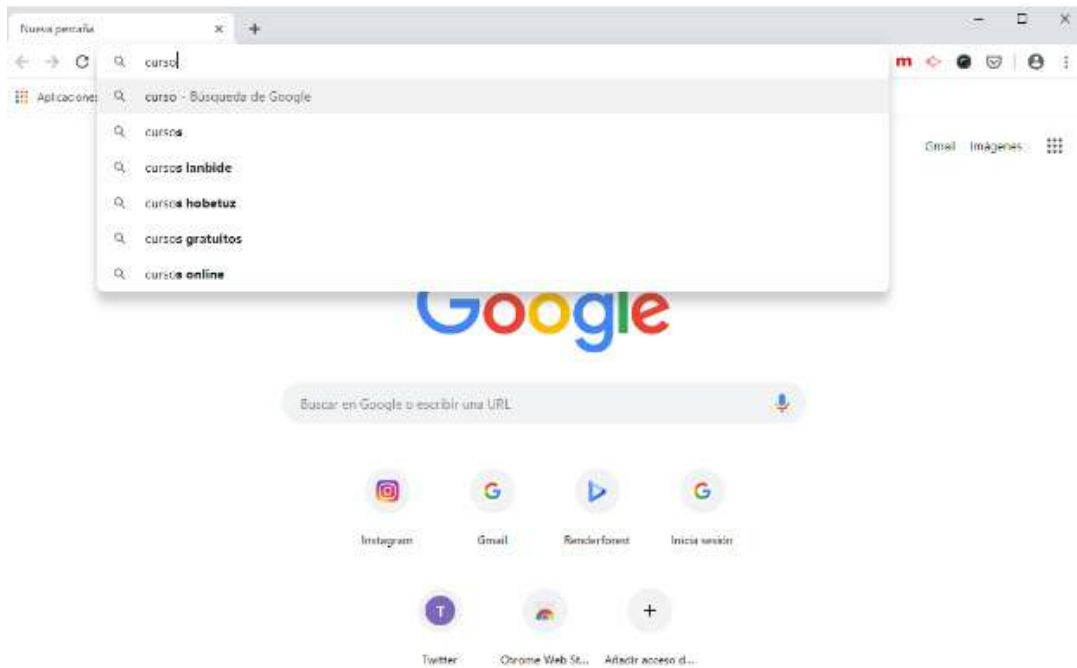 Nueva pestaña
curso
Aplicaciones
curso - Búsqueda de Google
cursos
cursos lanbide
cursos hobetuz
cursos gratuitos
cursos online
Gmail Imágenes
Google
Buscar en Google o escribir una URL
Instagram Gmail Renderforest Inicia sesión
T
Twitter Chrome Web St... Añadir acceso d...